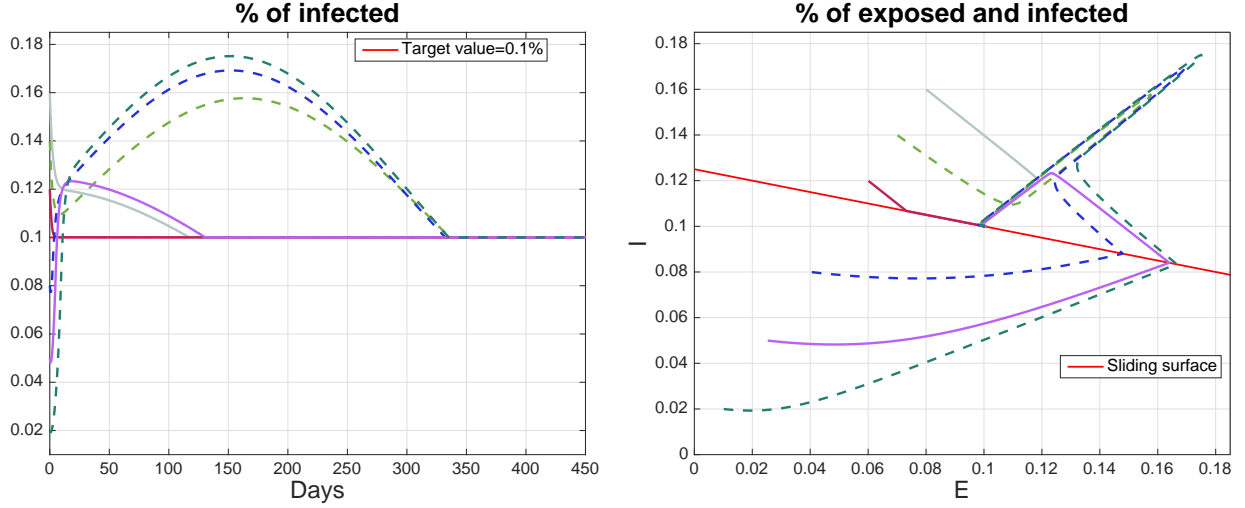 % of infected
0.18
0.16
0.14
0.12
0.1
0.08
0.06
0.04
0.02
Target value=0.1%
0 50 100 150 200 250 300 350 400 450
Days
% of exposed and infected
0.18
0.16
0.14
0.12
0.1
0.08
0.06
0.04
0.02
0
I
Sliding surface
0 0.02 0.04 0.06 0.08 0.1 0.12 0.14 0.16 0.18
E